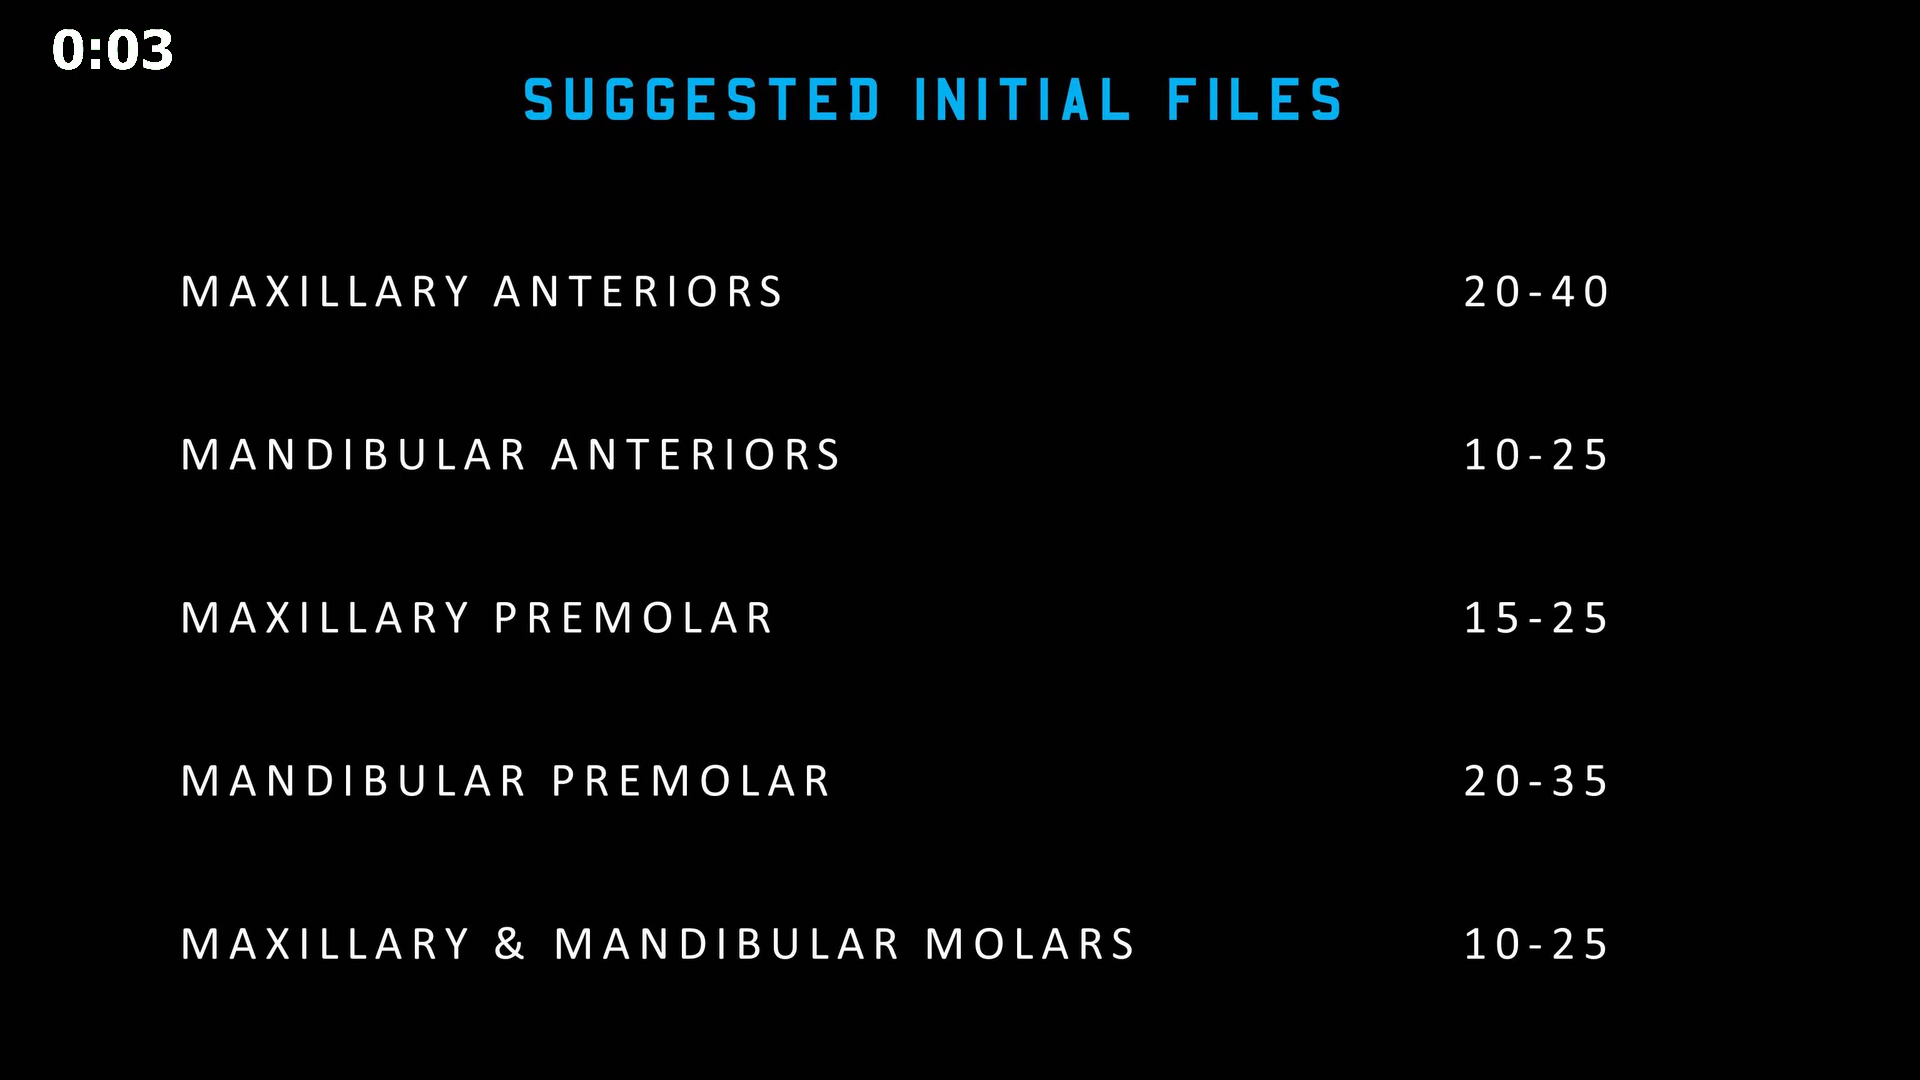 0:03
SUGGESTED INITIAL FILES
MAXILLARY ANTERIORS 20-40
MANDIBULAR ANTERIORS 10-25
MAXILLARY PREMOLAR 15-25
MANDIBULAR PREMOLAR 20-35
MAXILLARY & MANDIBULAR MOLARS 10-25